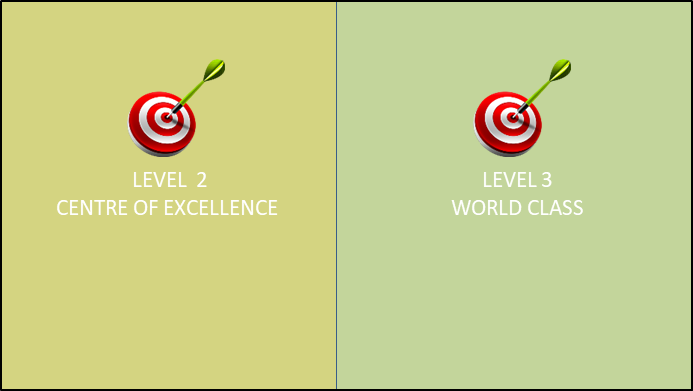 LEVEL  2
CENTRE OF EXCELLENCE
LEVEL 3
WORLD CLASS